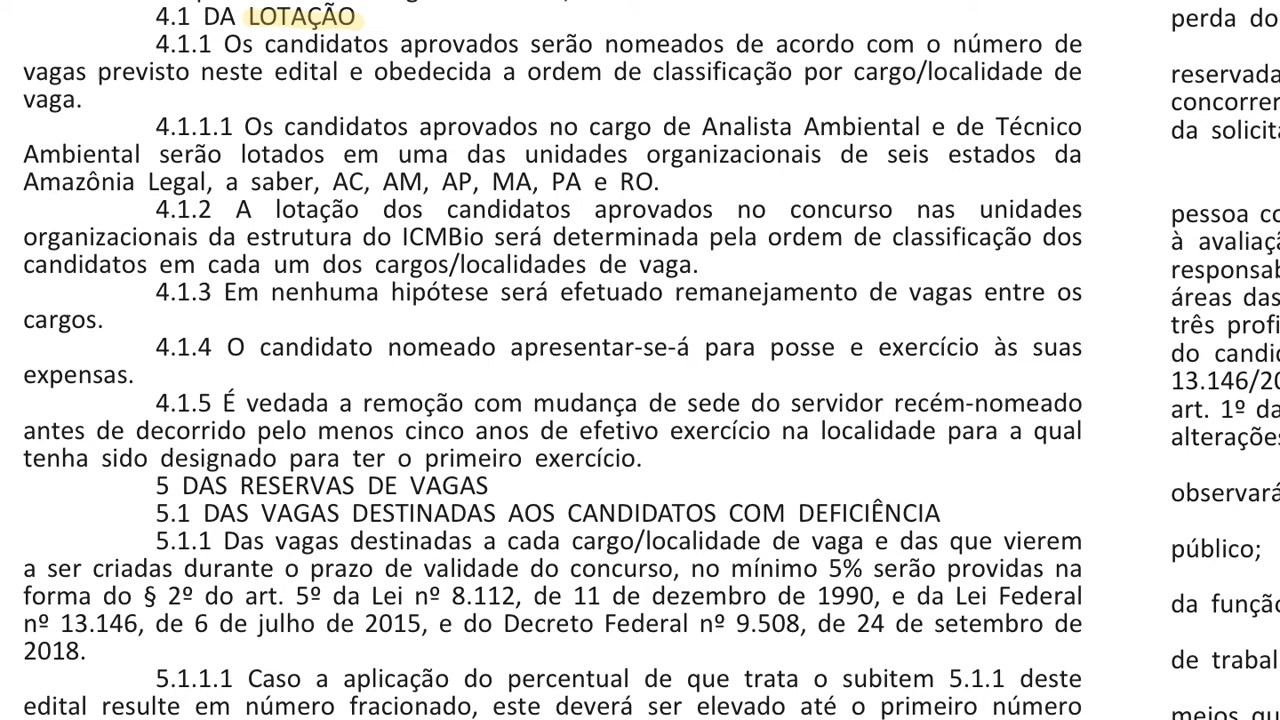 4.1 DA LOTAÇÃO
4.1.1 Os candidatos aprovados serão nomeados de acordo com o número de
vagas previsto neste edital e obedecida a ordem de classificação por cargo/localidade de
vaga.
4.1.1.1 Os candidatos aprovados no cargo de Analista Ambiental e de Técnico
Ambiental serão lotados em uma das unidades organizacionais de seis estados da
Amazônia Legal, a saber, AC, AM, AP, MA, PA e RO.
4.1.2 A lotação dos candidatos aprovados no concurso nas unidades
organizacionais da estrutura do ICMBio será determinada pela ordem de classificação dos
candidatos em cada um dos cargos/localidades de vaga.
4.1.3 Em nenhuma hipótese será efetuado remanejamento de vagas entre os
cargos.
4.1.4 O candidato nomeado apresentar-se-á para posse e exercício às suas
expensas.
4.1.5 É vedada a remoção com mudança de sede do servidor recém-nomeado
antes de decorrido pelo menos cinco anos de efetivo exercício na localidade para a qual
tenha sido designado para ter o primeiro exercício.
5 DAS RESERVAS DE VAGAS
5.1 DAS VAGAS DESTINADAS AOS CANDIDATOS COM DEFICIÊNCIA
5.1.1 Das vagas destinadas a cada cargo/localidade de vaga e das que vierem
a ser criadas durante o prazo de validade do concurso, no mínimo 5% serão providas na
forma do § 2º do art. 5º da Lei nº 8.112, de 11 de dezembro de 1990, e da Lei Federal
nº 13.146, de 6 de julho de 2015, e do Decreto Federal nº 9.508, de 24 de setembro de
2018.
5.1.1.1 Caso a aplicação do percentual de que trata o subitem 5.1.1 deste
edital resulte em número fracionado, este deverá ser elevado até o primeiro número
perda do
reservada
concorrer
da solicita
pessoa co
à avaliaçã
responsab
áreas das
três profi
do candid
13.146/20
art. 1º da
alterações
observará
público;
da função
de trabal
meios qu